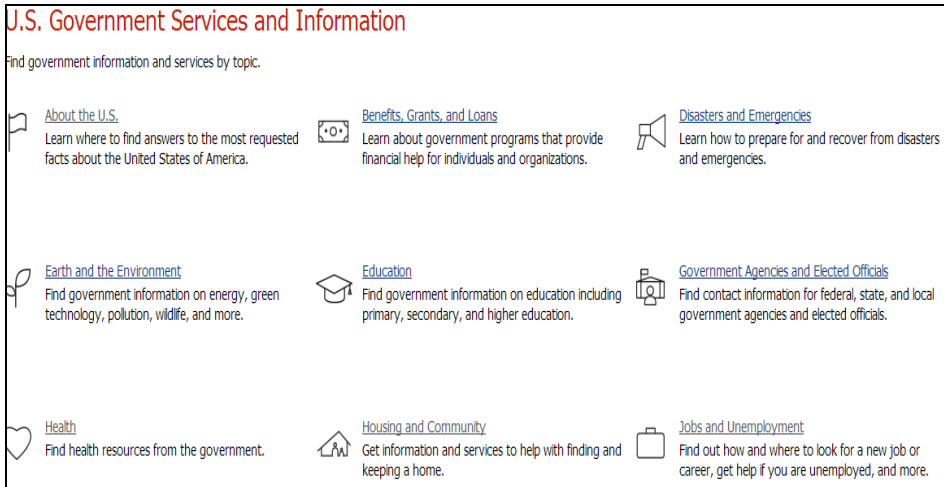 U.S. Government Services and Information
Find government information and services by topic.
About the U.S.
Learn where to find answers to the most requested
facts about the United States of America.
Benefits, Grants, and Loans
Learn about government programs that provide
financial help for individuals and organizations.
Disasters and Emergencies
Learn how to prepare for and recover from disasters
and emergencies.
Earth and the Environment
Find government information on energy, green
technology, pollution, wildlife, and more.
Education
Find government information on education including
primary, secondary, and higher education.
Government Agencies and Elected Officials
Find contact information for federal, state, and local
government agencies and elected officials.
Health
Find health resources from the government.
Housing and Community
Get information and services to help with finding and
keeping a home.
Jobs and Unemployment
Find out how and where to look for a new job or
career, get help if you are unemployed, and more.